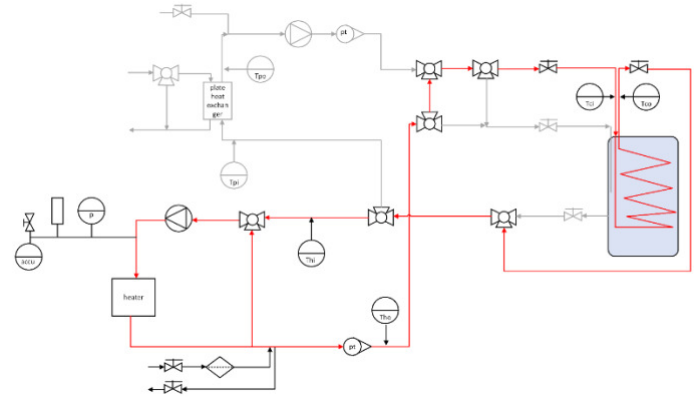 pt
Tpo
plate
heat
exchan
ger
Tci
Tco
Tpi
p
accu
Thi
heater
Tho
pt